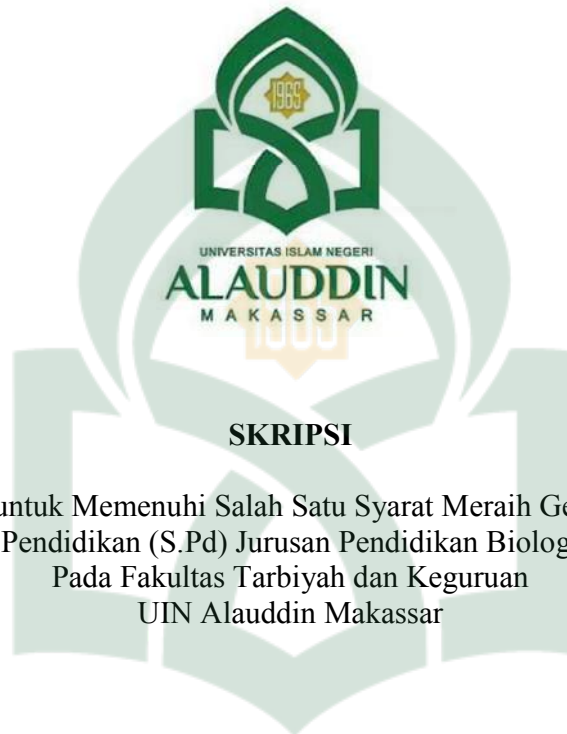 1965
UNIVERSITAS ISLAM NEGERI
ALAUDDIN
MAKASSAR
1965
SKRIPSI
untuk Memenuhi Salah Satu Syarat Meraih Ge
Pendidikan (S.Pd) Jurusan Pendidikan Biolog
Pada Fakultas Tarbiyah dan Keguruan
UIN Alauddin Makassar